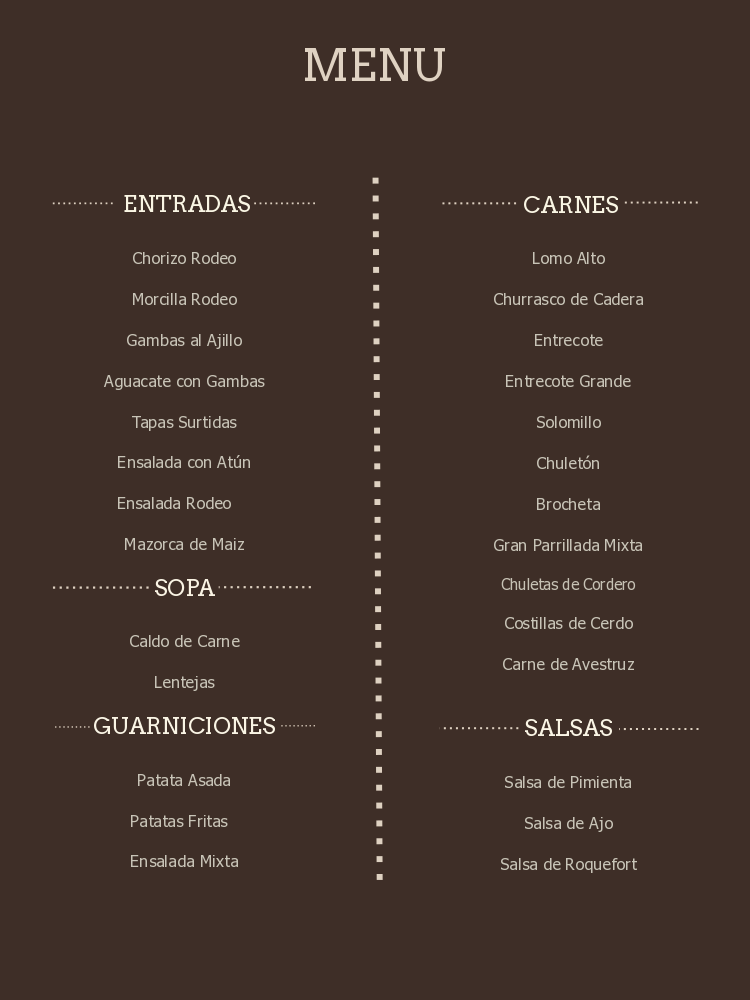 MENU
ENTRADAS
Chorizo Rodeo
Morcilla Rodeo
Gambas al Ajillo
Aguacate con Gambas
Tapas Surtidas
Ensalada con Atún
Ensalada Rodeo
Mazorca de Maiz
SOPA
Caldo de Carne
Lentejas
GUARNICIONES
Patata Asada
Patatas Fritas
Ensalada Mixta
CARNES
Lomo Alto
Churrasco de Cadera
Entrecote
Entrecote Grande
Solomillo
Chuletón
Brocheta
Gran Parrillada Mixta
Chuletas de Cordero
Costillas de Cerdo
Carne de Avestruz
SALSAS
Salsa de Pimienta
Salsa de Ajo
Salsa de Roquefort